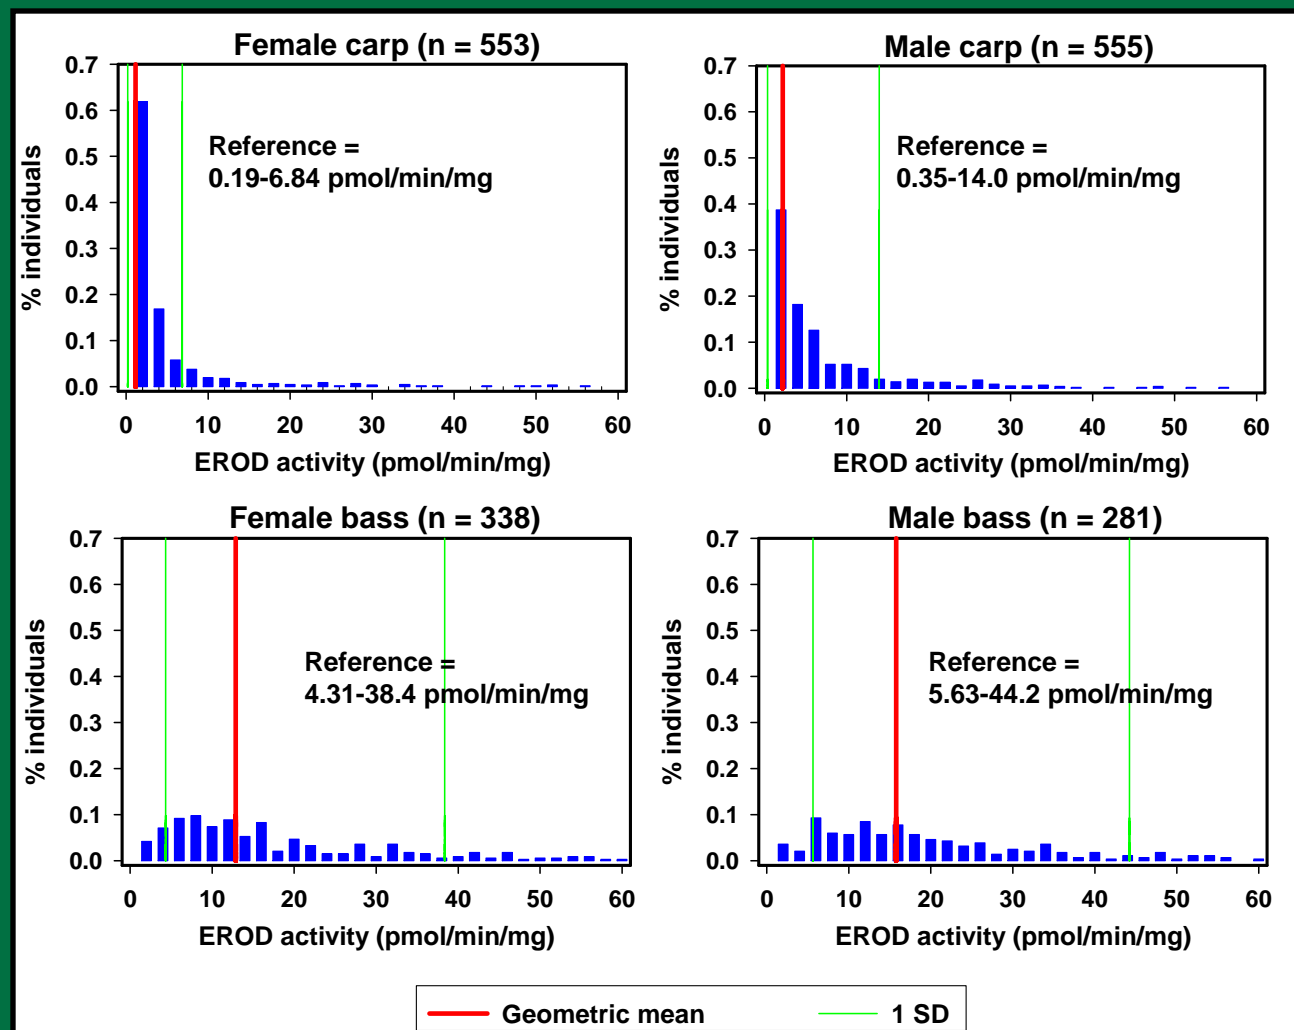 Female carp (n = 553)
0.7
0.6
0.5
0.4
0.3
0.2
0.1
0.0
% individuals
Reference =
0.19-6.84 pmol/min/mg
0 10 20 30 40 50 60
EROD activity (pmol/min/mg)
Male carp (n = 555)
0.7
0.6
0.5
0.4
0.3
0.2
0.1
0.0
% individuals
Reference =
0.35-14.0 pmol/min/mg
0 10 20 30 40 50 60
EROD activity (pmol/min/mg)
Female bass (n = 338)
0.7
0.6
0.5
0.4
0.3
0.2
0.1
0.0
% individuals
Reference =
4.31-38.4 pmol/min/mg
0 10 20 30 40 50 60
EROD activity (pmol/min/mg)
Male bass (n = 281)
0.7
0.6
0.5
0.4
0.3
0.2
0.1
0.0
% individuals
Reference =
5.63-44.2 pmol/min/mg
0 10 20 30 40 50 60
EROD activity (pmol/min/mg)
Geometric mean 1 SD